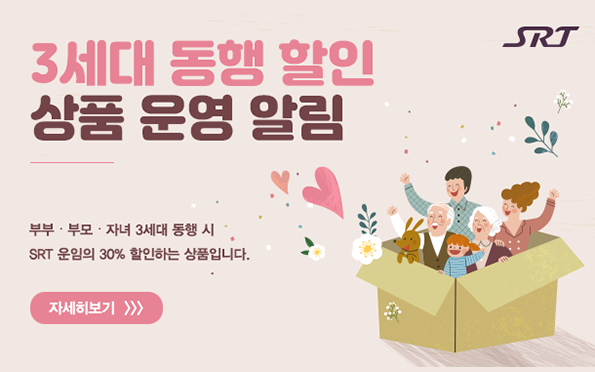 SRT
3세대 동행 할인
상품 운영 알림
부부 · 부모 · 자녀 3세대 동행 시
SRT 운임의 30% 할인하는 상품입니다.
자세히보기 》》